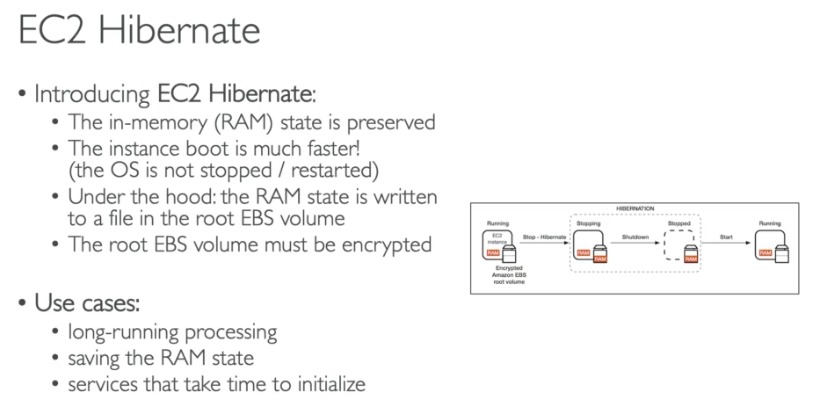 EC2 Hibernate
• Introducing EC2 Hibernate:
• The in-memory (RAM) state is preserved
• The instance boot is much faster!
(the OS is not stopped / restarted)
• Under the hood: the RAM state is written
to a file in the root EBS volume
• The root EBS volume must be encrypted
• Use cases:
• long-running processing
• saving the RAM state
• services that take time to initialize
HIBERNATION
Running
Stopping
Stopped
Running
EC2
instance
Stop - Hibernate
Shutdown
Start
RAM
RAM
RAM
RAM
RAM
Encrypted
Amazon EBS
root volume